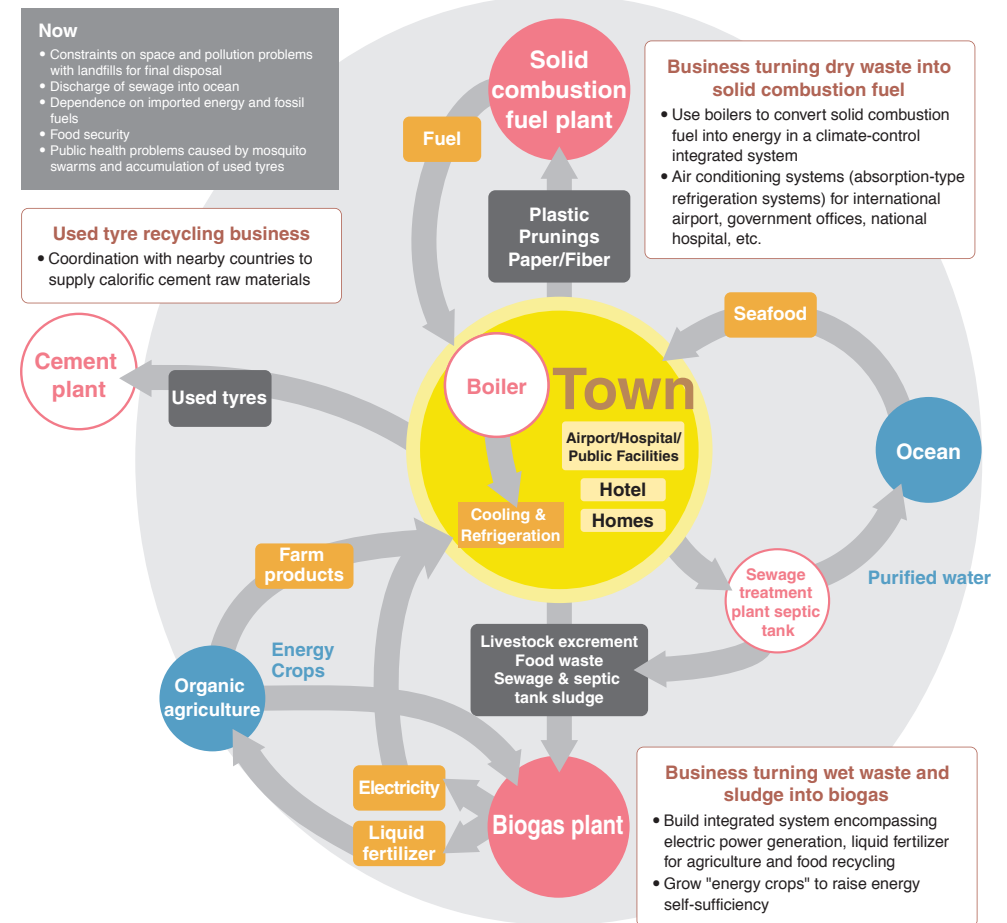 Now
• Constraints on space and pollution problems
with landfills for final disposal
• Discharge of sewage into ocean
• Dependence on imported energy and fossil
fuels
• Food security
• Public health problems caused by mosquito
swarms and accumulation of used tyres
Solid
combustion
fuel plant
Business turning dry waste into
solid combustion fuel
• Use boilers to convert solid combustion
fuel into energy in a climate-control
integrated system
• Air conditioning systems (absorption-type
refrigeration systems) for international
airport, government offices, national
hospital, etc.
Fuel
Plastic
Prunings
Paper/Fiber
Used tyre recycling business
• Coordination with nearby countries to
supply calorific cement raw materials
Seafood
Cement
plant
Used tyres
Boiler
Town
Airport/Hospital/
Public Facilities
Hotel
Homes
Cooling &
Refrigeration
Ocean
Farm
products
Sewage
treatment
plant septic
tank
Purified water
Energy
Crops
Livestock excrement
Food waste
Sewage & septic
tank sludge
Organic
agriculture
Electricity
Liquid
fertilizer
Biogas plant
Business turning wet waste and
sludge into biogas
• Build integrated system encompassing
electric power generation, liquid fertilizer
for agriculture and food recycling
• Grow "energy crops" to raise energy
self-sufficiency